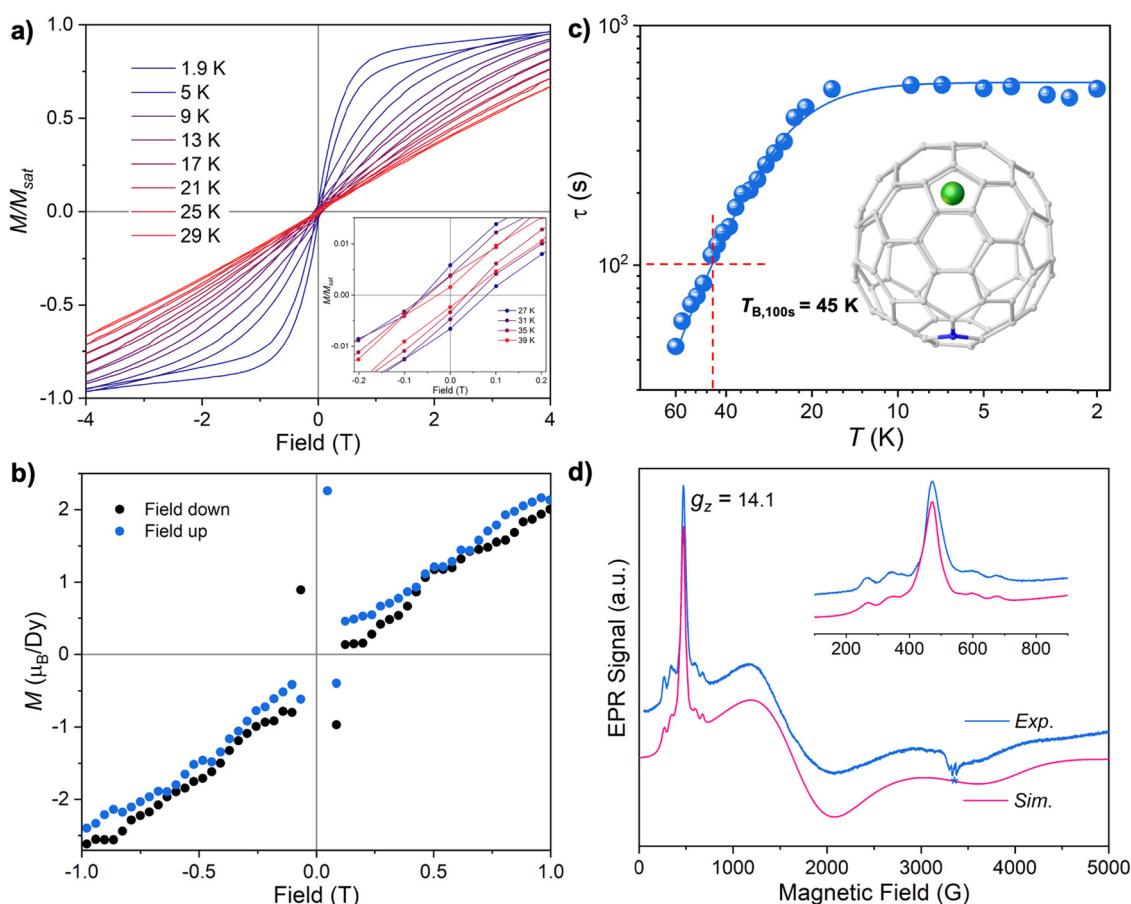 a)
1.0
0.5
0.0
-0.5
-1.0
M/M_sat
1.9 K
5 K
9 K
13 K
17 K
21 K
25 K
29 K
-4
-2
0
2
4
Field (T)
0.01
0.00
-0.01
M/M_sat
27 K
31 K
35 K
39 K
-0.2
-0.1
0.0
0.1
0.2
Field (T)
c)
10³
10²
τ (s)
T_B,100s = 45 K
60
40
20
10
5
2
T (K)
b)
2
1
0
-1
-2
M (μ_B/Dy)
Field down
Field up
-1.0
-0.5
0.0
0.5
1.0
Field (T)
d)
EPR Signal (a.u.)
g_z = 14.1
200
400
600
800
Exp.
Sim.
*
0
1000
2000
3000
4000
5000
Magnetic Field (G)